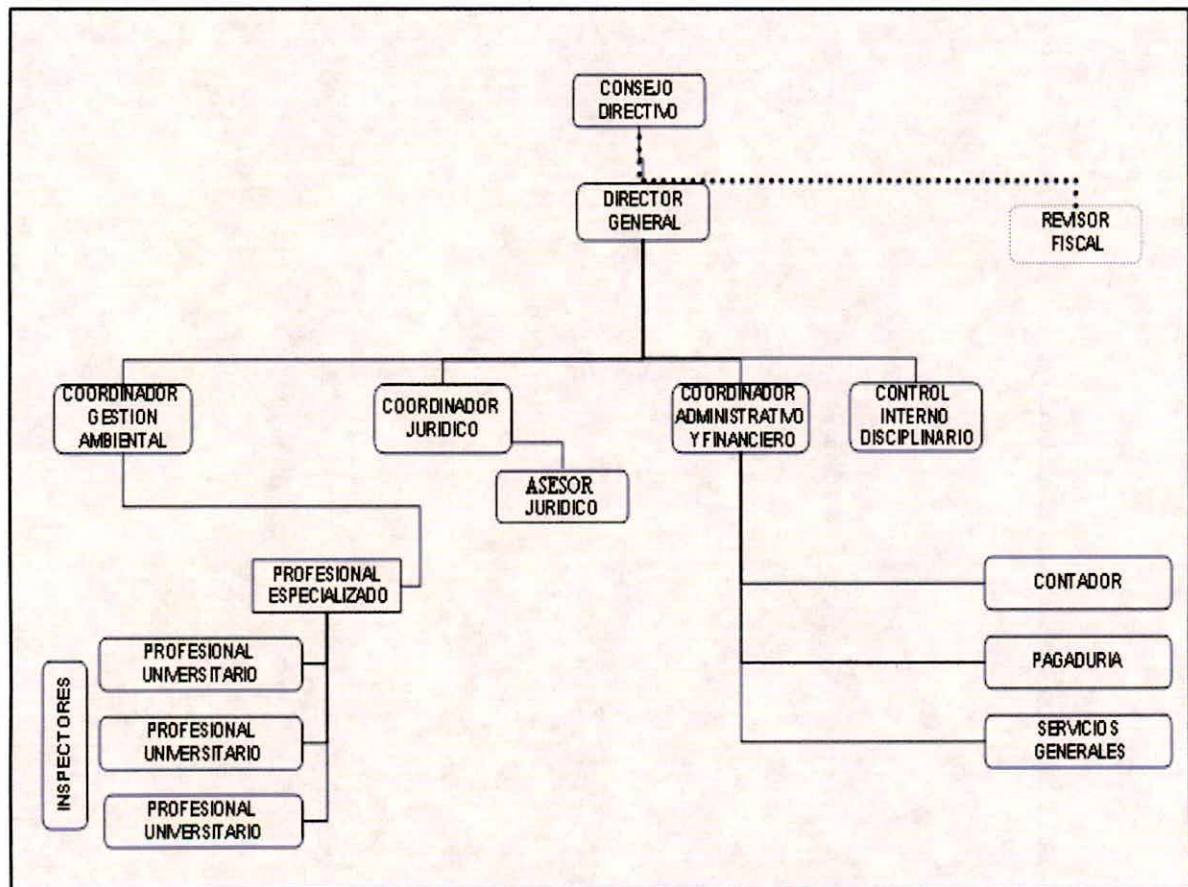 CONSEJO
DIRECTIVO
DIRECTOR
GENERAL
REVISOR
FISCAL
COORDINADOR
GESTION
AMBIENTAL
COORDINADOR
JURIDICO
COORDINADOR
ADMINISTRATIVO
Y FINANCIERO
CONTROL
INTERNO
DISCIPLINARIO
ASESOR
JURIDICO
PROFESIONAL
ESPECIALIZADO
CONTADOR
INSPECTORES
PROFESIONAL
UNIVERSITARIO
PAGADURIA
PROFESIONAL
UNIVERSITARIO
SERVICIOS
GENERALES
PROFESIONAL
UNIVERSITARIO